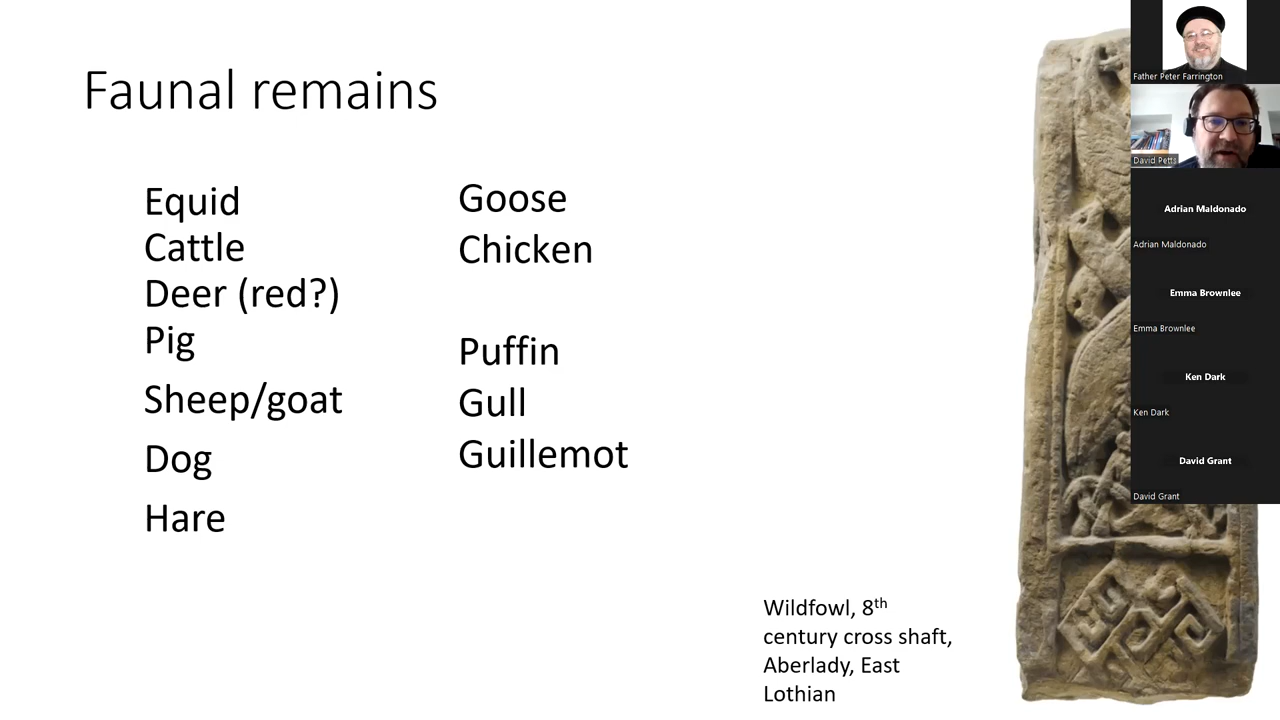 Faunal remains
Equid
Cattle
Deer (red?)
Pig
Sheep/goat
Dog
Hare
Goose
Chicken
Puffin
Gull
Guillemot
Wildfowl, 8th
century cross shaft,
Aberlady, East
Lothian
Father Peter Farrington
David Petts
Adrian Maldonado
Adrian Maldonado
Emma Brownlee
Emma Brownlee
Ken Dark
Ken Dark
David Grant
David Grant